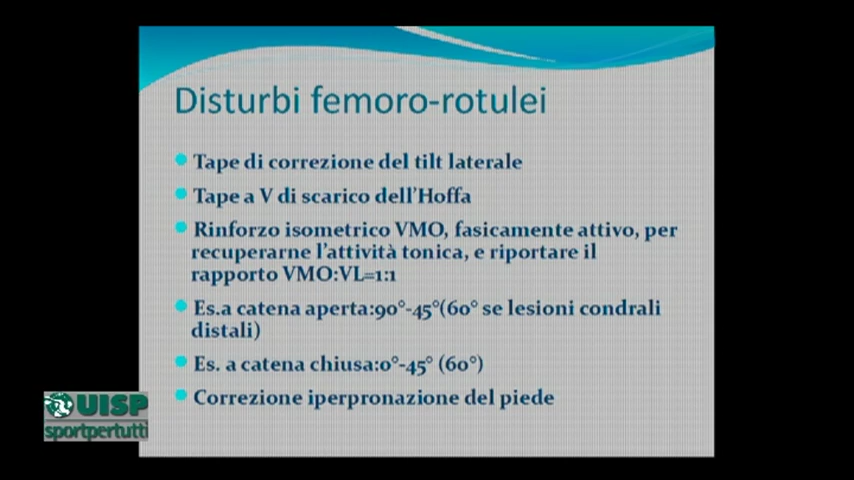 Disturbi femoro-rotulei
Tape di correzione del tilt laterale
Tape a V di scarico dell'Hoffa
Rinforzo isometrico VMO, fasicamente attivo, per
recuperarne l'attività tonica, e riportare il
rapporto VMO:VL=1:1
Es.a catena aperta:90°-45°(60° se lesioni condrali
distali)
Es. a catena chiusa:0°-45° (60°)
Correzione iperpronazione del piede
UISP
sportpertutti